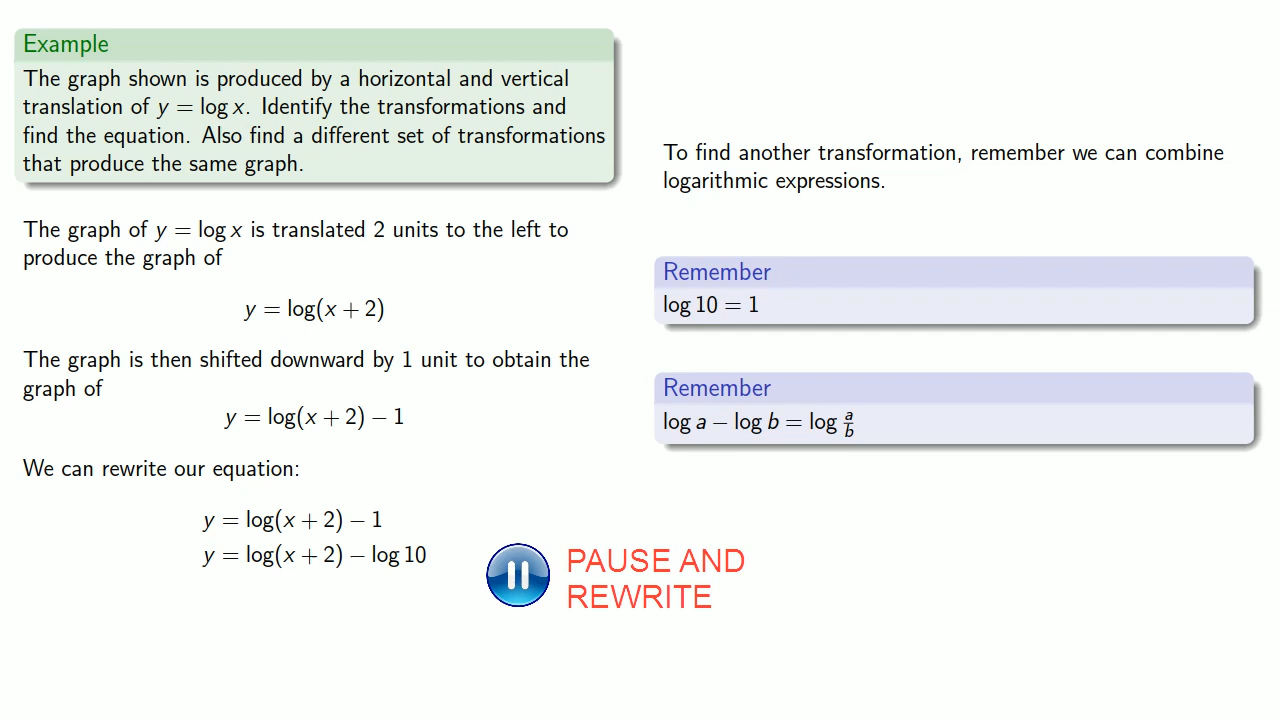 Example
The graph shown is produced by a horizontal and vertical
translation of y = log x. Identify the transformations and
find the equation. Also find a different set of transformations
that produce the same graph.
The graph of y = log x is translated 2 units to the left to
produce the graph of
y = log(x + 2)
The graph is then shifted downward by 1 unit to obtain the
graph of
y = log(x + 2) − 1
We can rewrite our equation:
y = log(x + 2) − 1
y = log(x + 2) − log 10
PAUSE AND
REWRITE
To find another transformation, remember we can combine
logarithmic expressions.
Remember
log 10 = 1
Remember
log a − log b = log a/b